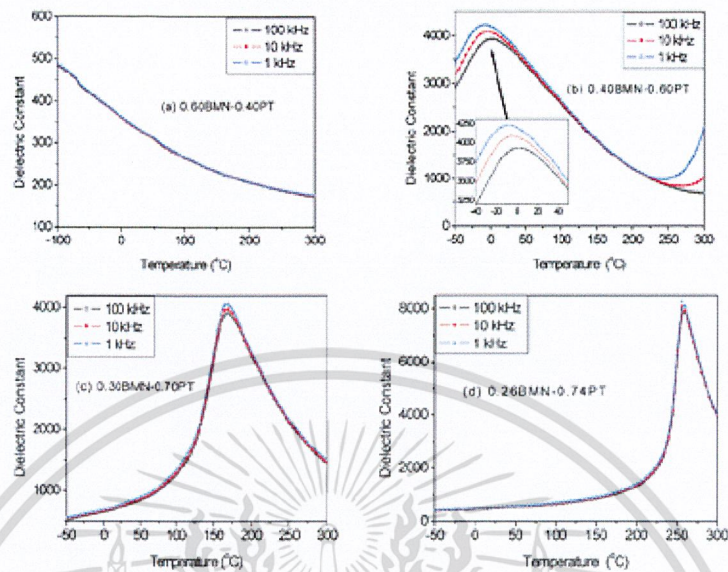 600
500
400
300
200
100
-100
0
100
200
300
Dielectric Constant
Temperature (°C)
100 kHz
10 kHz
1 kHz
(a) 0.60BMN-0.40PT
4000
3000
2000
1000
0
-50
0
50
100
150
200
250
300
Dielectric Constant
Temperature (°C)
100 kHz
10 kHz
1 kHz
(b) 0.40BMN-0.60PT
4250
4000
3750
3500
3250
-40
-20
0
20
40
4000
3000
2000
1000
-50
0
50
100
150
200
250
300
Dielectric Constant
Temperature (°C)
100 kHz
10 kHz
1 kHz
(c) 0.30BMN-0.70PT
8000
6000
4000
2000
0
-50
0
50
100
150
200
250
300
Dielectric Constant
Temperature (°C)
100 kHz
10 kHz
1 kHz
(d) 0.26BMN-0.74PT